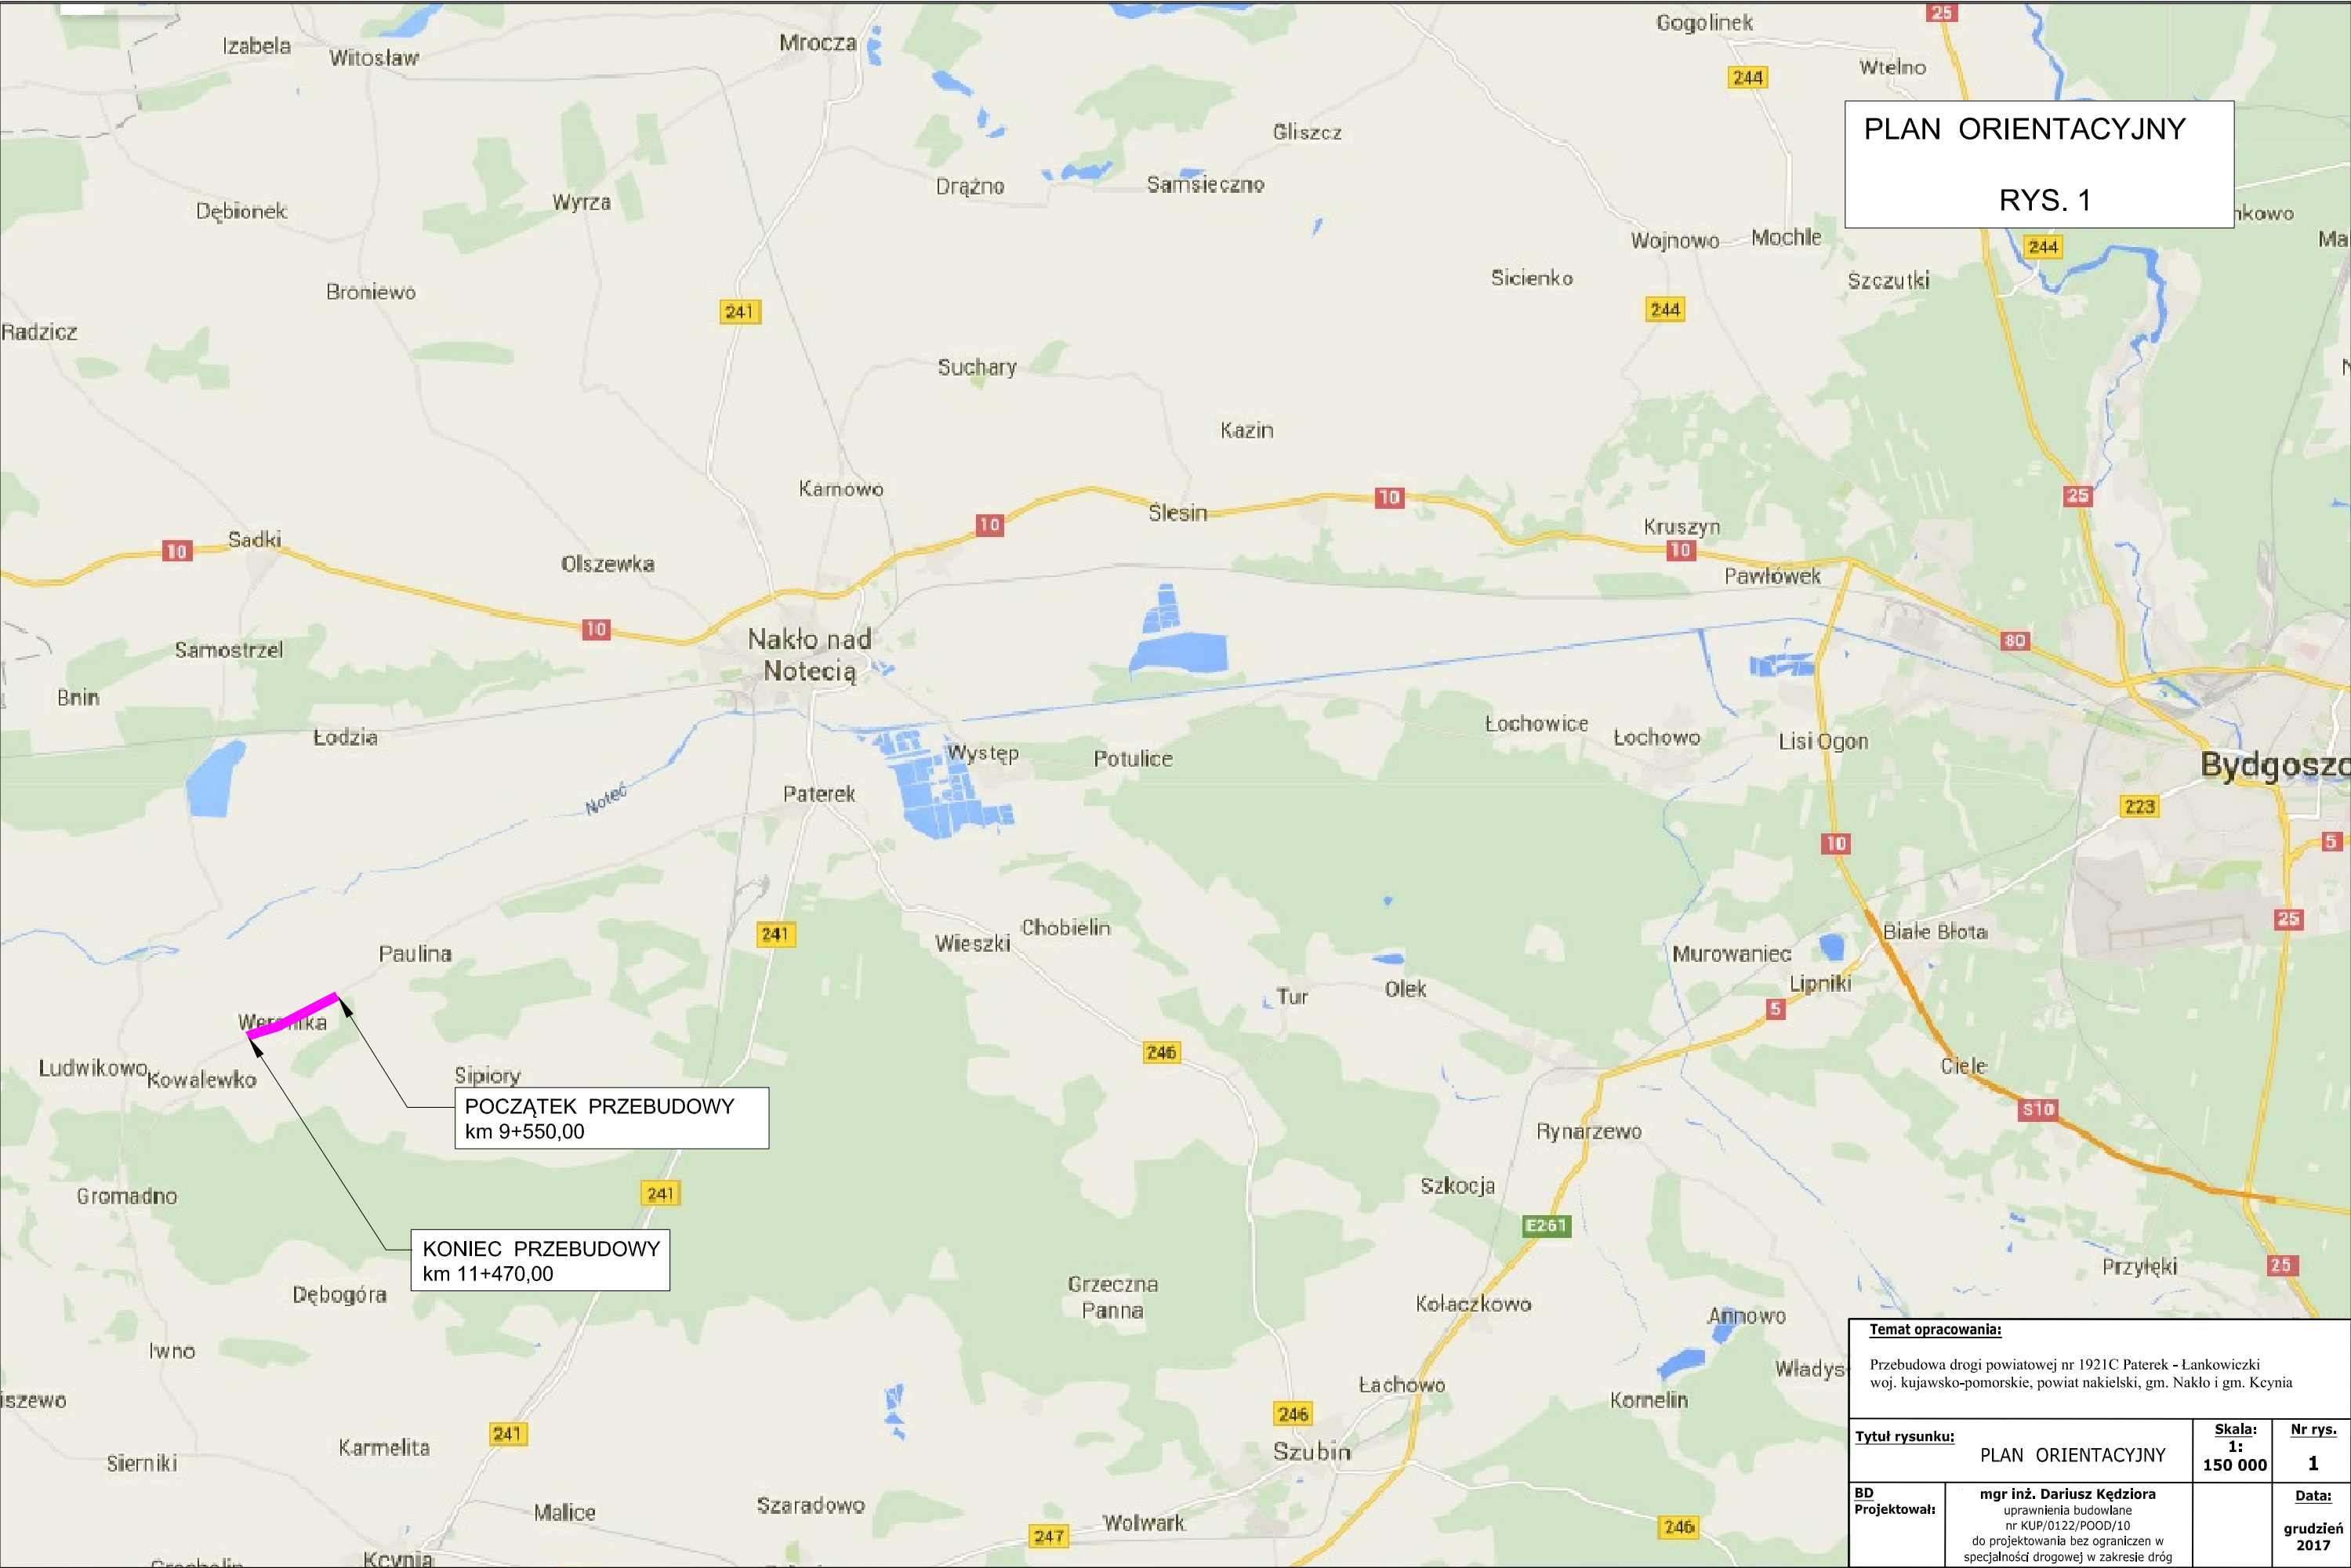 25
Gogolinek
Izabela
Witosław
Mrocza
244
Wtelno
PLAN ORIENTACYJNY
RYS. 1
Gliszcz
Drążno
Samsieczno
Wyrza
Dębionek
nkowo
Wojnowo
Mochle
244
Ma
Sicienko
Szczutki
Broniewo
241
244
Radzicz
Suchary
Kazin
Karnowo
10
25
10
Ślesin
Kruszyn
10
Sadki
10
Olszewka
Pawłówek
10
80
Nakło nad
Notecią
Samostrzel
Bnin
Łodzia
Łochowice
Łochowo
Lisi Ogon
Występ
Potulice
Bydgoszc
Noteć
Paterek
223
10
5
25
241
Chobielin
Wieszki
Białe Błota
Paulina
Murowaniec
Lipniki
Tur
Olek
5
Weronika
246
Ludwikowo
Kowalewko
Sipiory
Ciele
POCZĄTEK PRZEBUDOWY
km 9+550,00
S10
Rynarzewo
Gromadno
241
Szkocja
E261
KONIEC PRZEBUDOWY
km 11+470,00
Przyłęki
25
Dębogóra
Grzeczna
Panna
Kołaczkowo
Annowo
Iwno
Władys
iszewo
Łachowo
Kornelin
246
241
Karmelita
Sierniki
Szubin
Malice
Szaradowo
Wolwark
247
246
Kcynia
Temat opracowania:
Przebudowa drogi powiatowej nr 1921C Paterek - Łankowiczki
woj. kujawsko-pomorskie, powiat nakielski, gm. Nakło i gm. Kcynia
Tytuł rysunku:
PLAN ORIENTACYJNY
Skala:
1:
150 000
Nr rys.
1
BD
Projektował:
mgr inż. Dariusz Kędziora
uprawnienia budowlane
nr KUP/0122/POOD/10
do projektowania bez ograniczen w
specjalności drogowej w zakresie dróg
Data:
grudzień
2017